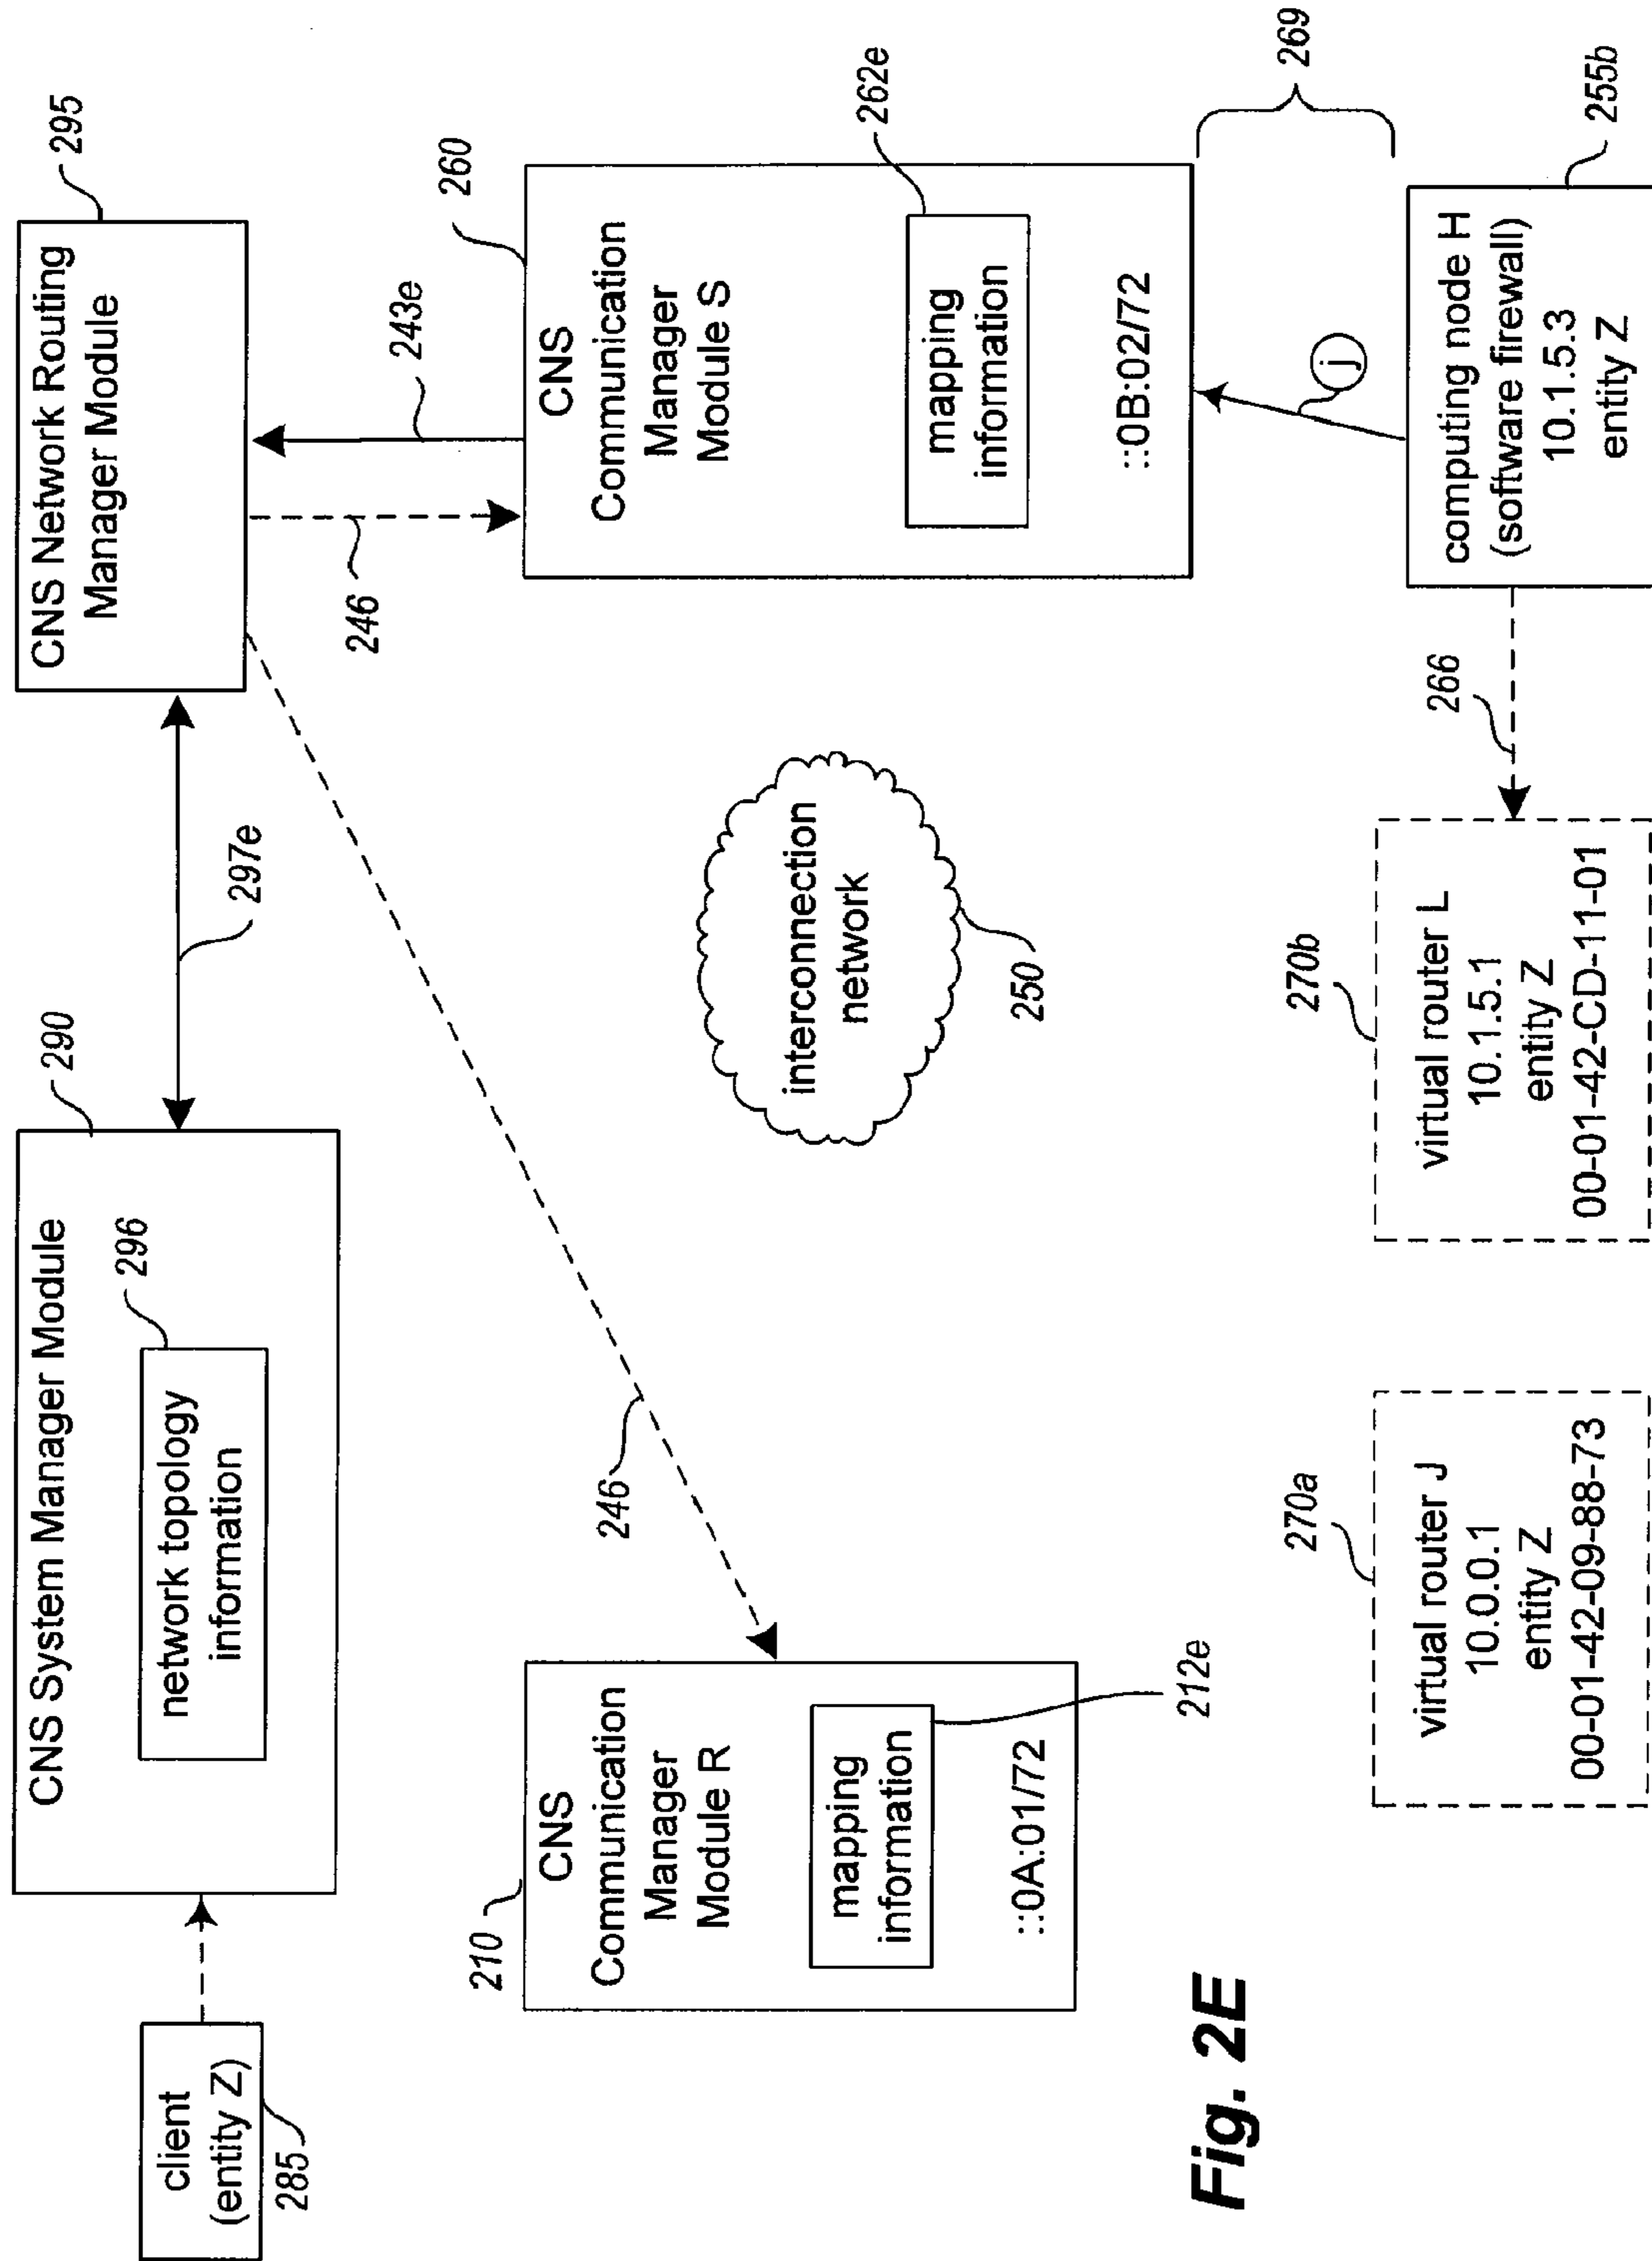 client
(entity Z)
285
CNS System Manager Module
290
network topology
information
296
297e
CNS Network Routing
Manager Module
295
246
246
243e
210
CNS
Communication
Manager
Module R
mapping
information
212e
::0A:01/72
interconnection
network
250
260
CNS
Communication
Manager
Module S
mapping
information
262e
::0B:02/72
269
j
270a
virtual router J
10.0.0.1
entity Z
00-01-42-09-88-73
270b
virtual router L
10.1.5.1
entity Z
00-01-42-CD-11-01
266
computing node H
(software firewall)
10.1.5.3
entity Z
255b
Fig. 2E